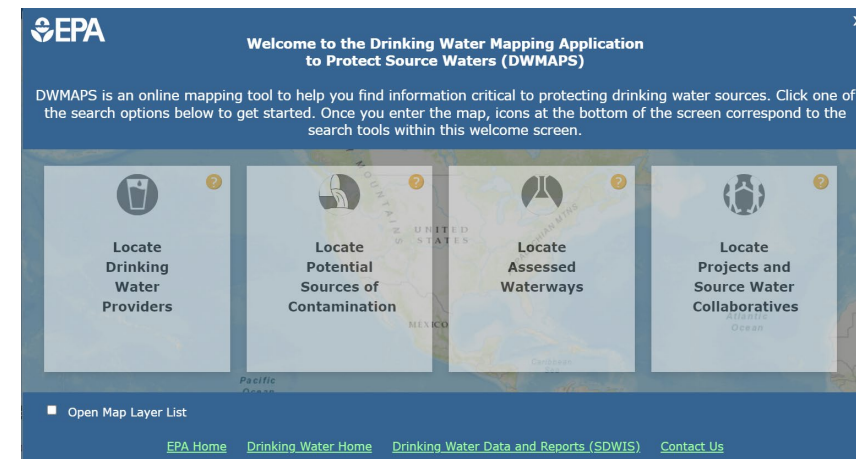 EPA
Welcome to the Drinking Water Mapping Application
to Protect Source Waters (DWMAPS)
DWMAPS is an online mapping tool to help you find information critical to protecting drinking water sources. Click one of
the search options below to get started. Once you enter the map, icons at the bottom of the screen correspond to the
search tools within this welcome screen.
?
Locate
Drinking
Water
Providers
?
Locate
Potential
Sources of
Contamination
?
Locate
Assessed
Waterways
?
Locate
Projects and
Source Water
Collaboratives
UNITED
STATES
MEXICO
Atlantic
Ocean
Caribbean
Sea
Pacific
Ocean
Open Map Layer List
EPA Home Drinking Water Home Drinking Water Data and Reports (SDWIS) Contact Us